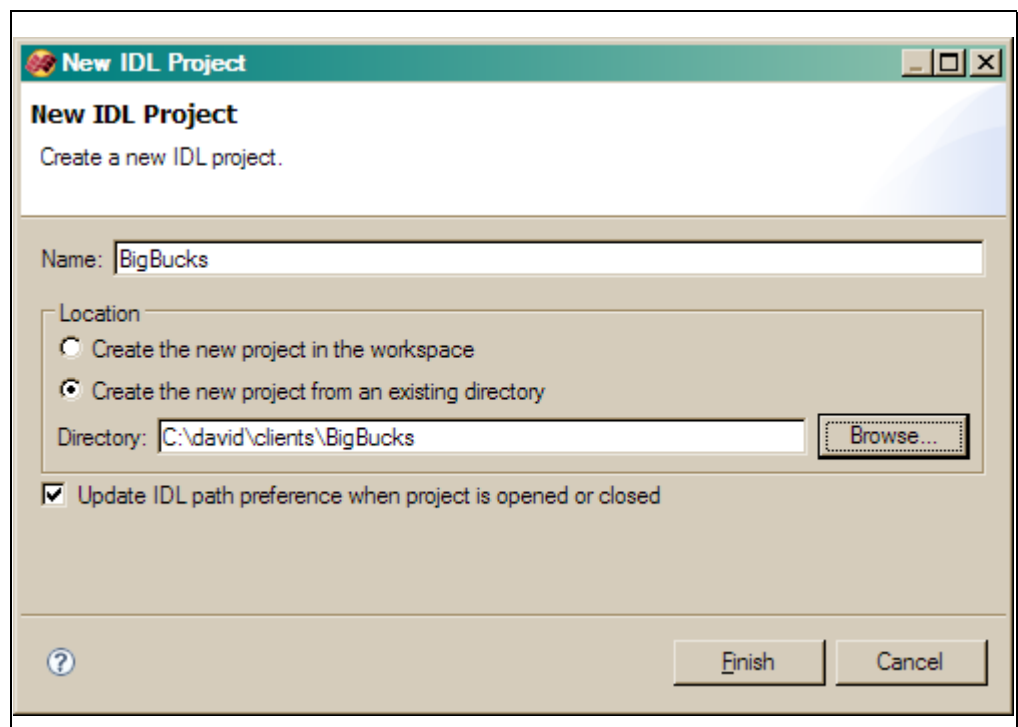 New IDL Project
New IDL Project
Create a new IDL project.
Name: BigBucks
Location
Create the new project in the workspace
Create the new project from an existing directory
Directory: C:\david\clients\BigBucks Browse...
Update IDL path preference when project is opened or closed
? Finish Cancel